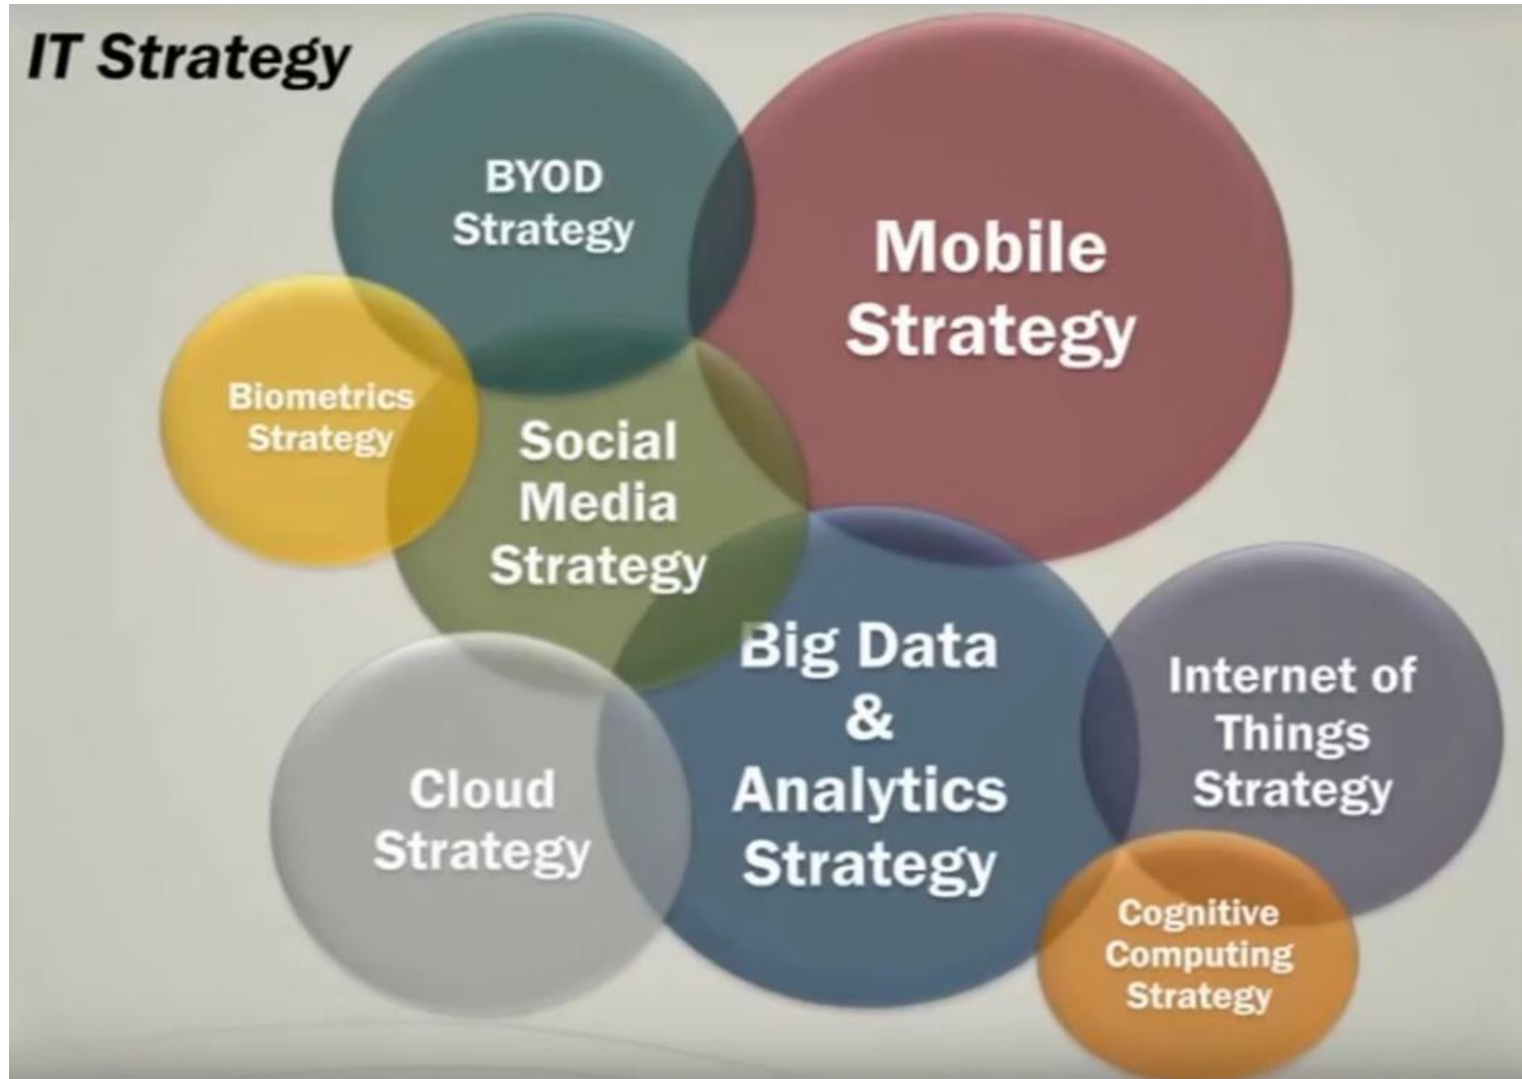 IT Strategy
BYOD
Strategy
Mobile
Strategy
Biometrics
Strategy
Social
Media
Strategy
Big Data
&
Analytics
Strategy
Internet of
Things
Strategy
Cloud
Strategy
Cognitive
Computing
Strategy